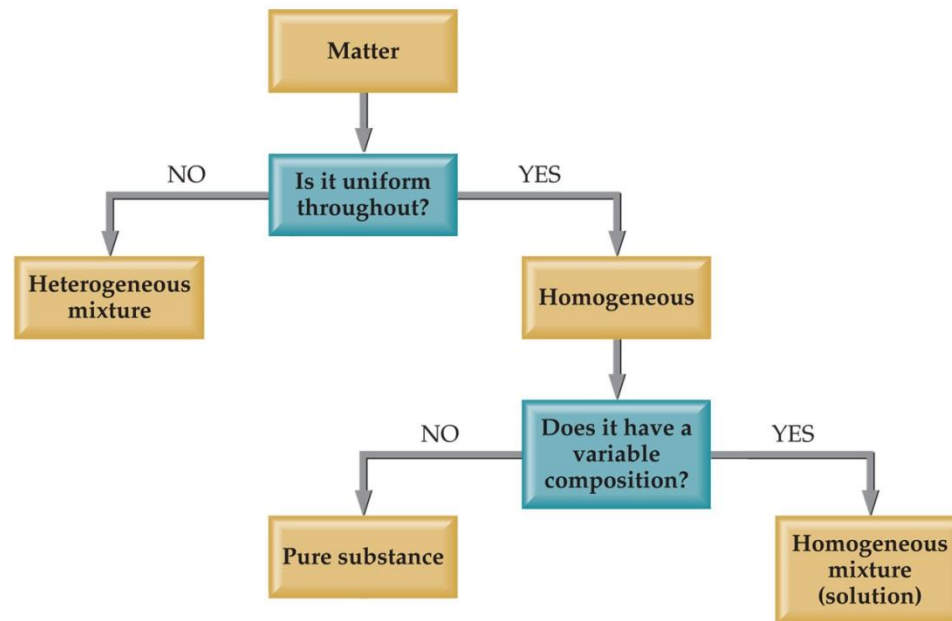 Matter
NO
YES
Is it uniform
throughout?
Heterogeneous
mixture
Homogeneous
NO
YES
Does it have a
variable
composition?
Pure substance
Homogeneous
mixture
(solution)